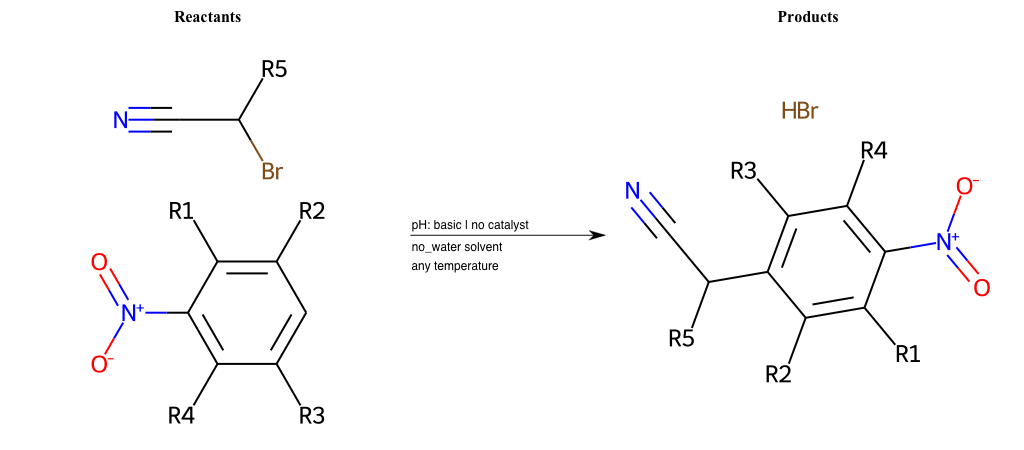 Reactants
Products
R5
N
Br
HBr
R1
R2
O
N+
O-
R4
R3
pH: basic | no catalyst
no_water solvent
any temperature
R3
R4
N
O-
N+
O
R5
R2
R1